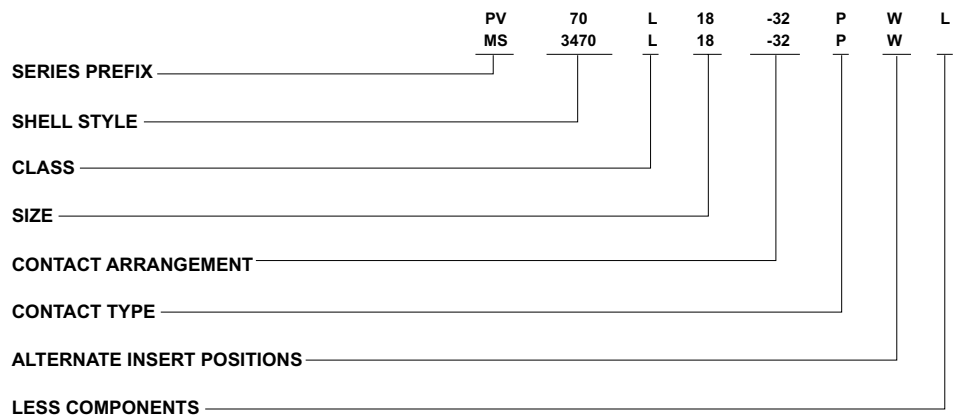 PV 70 L 18 -32 P W L
MS 3470 L 18 -32 P W
SERIES PREFIX
SHELL STYLE
CLASS
SIZE
CONTACT ARRANGEMENT
CONTACT TYPE
ALTERNATE INSERT POSITIONS
LESS COMPONENTS